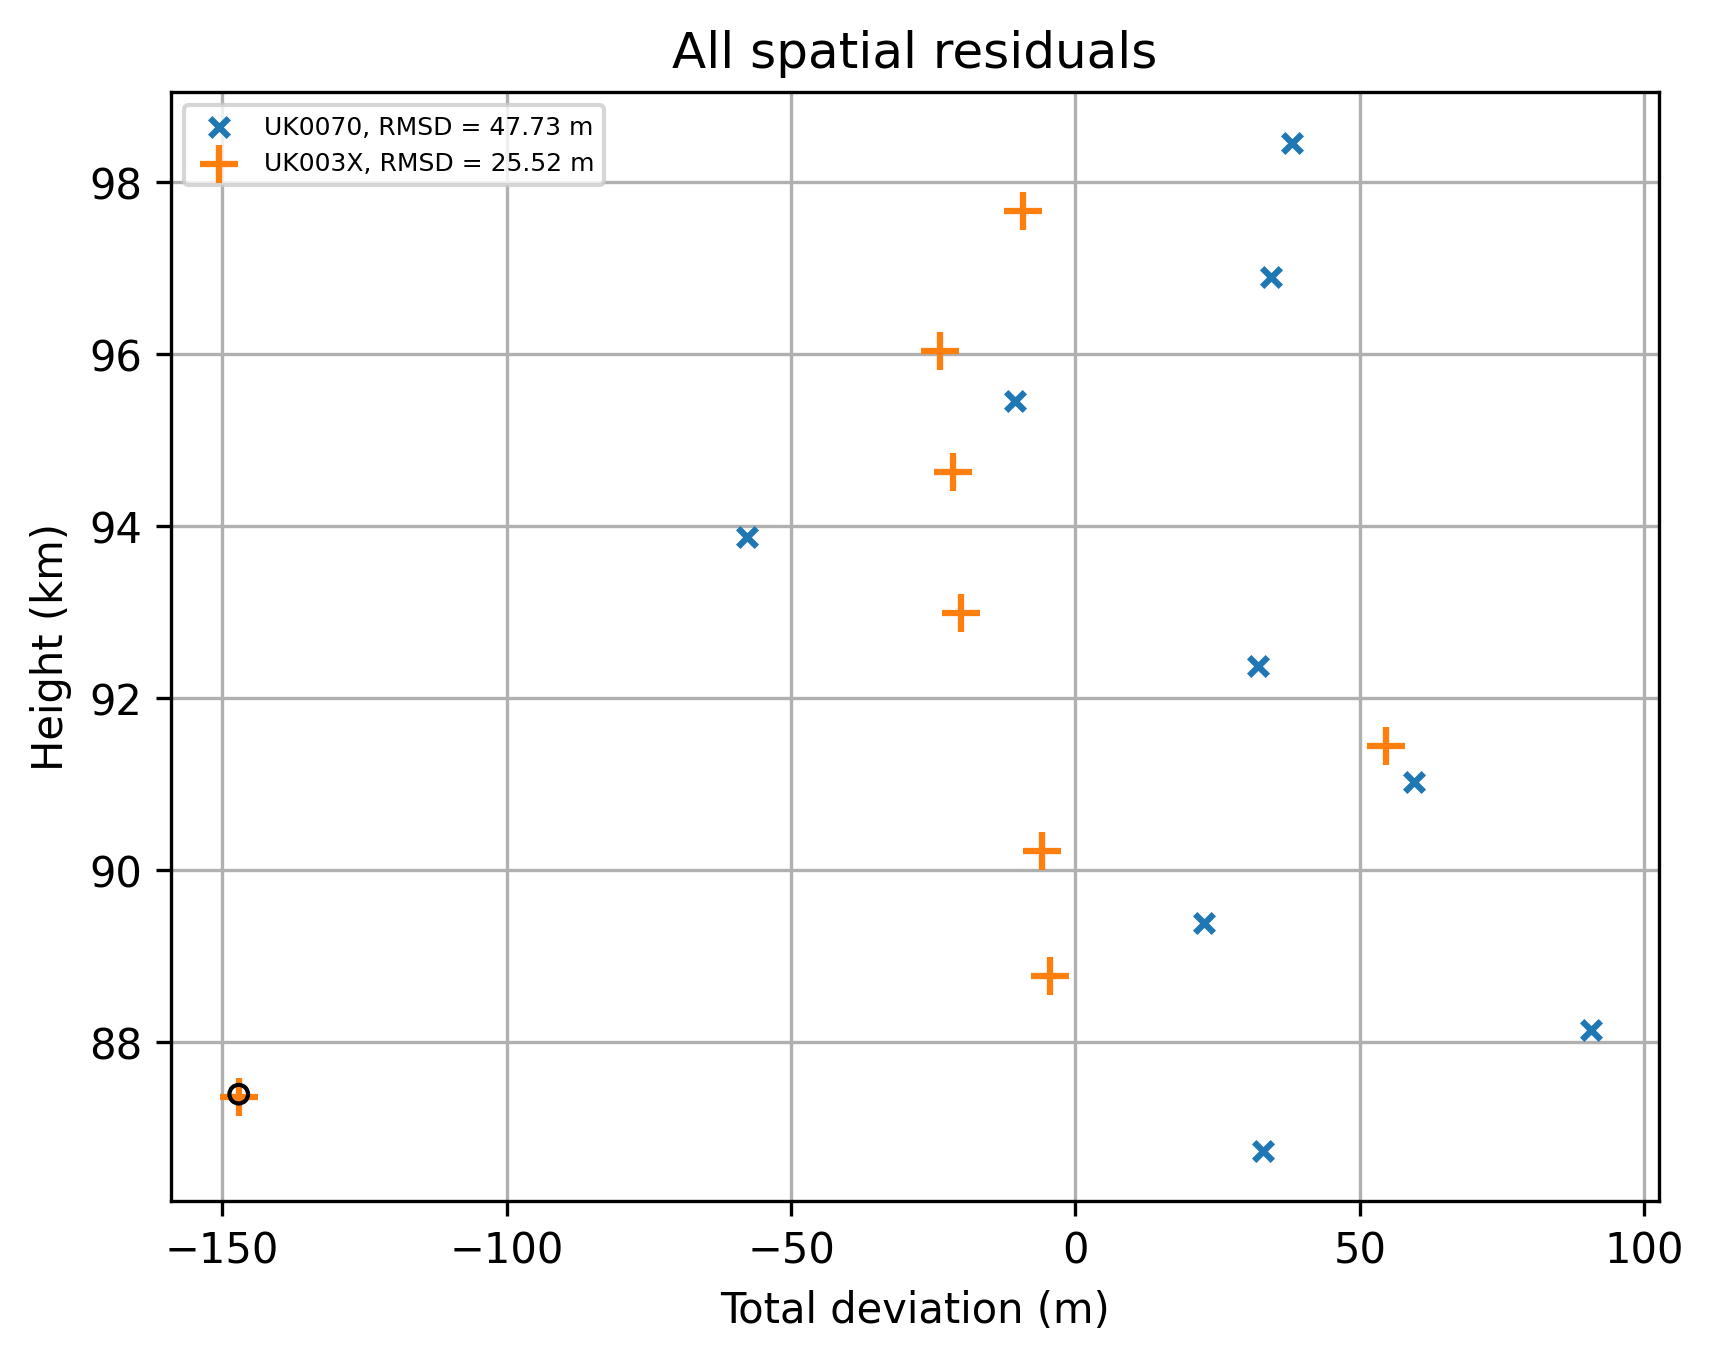 All spatial residuals
UK0070, RMSD = 47.73 m
UK003X, RMSD = 25.52 m
98
96
94
92
90
88
Height (km)
−150 −100 −50 0 50 100
Total deviation (m)